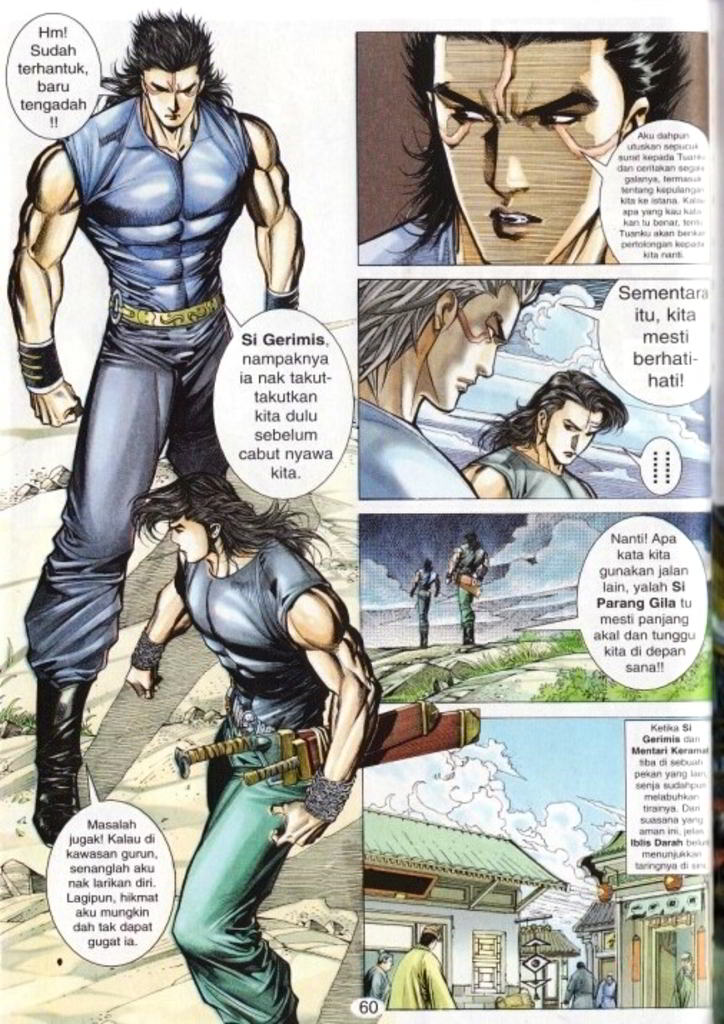 Hm!
Sudah
terhantuk,
baru
tengadah
!!
Si Gerimis,
nampaknya
ia nak takut-
takutkan
kita dulu
sebelum
cabut nyawa
kita.
Masalah
jugak! Kalau di
kawasan gurun,
senanglah aku
nak larikan diri.
Lagipun, hikmat
aku mungkin
dah tak dapat
gugat ia.
Aku dahpun
utuskan sepucuk
surat kepada Tuanku
dan ceritakan segala
galanya, termasuk
tentang kepulangan
kita ke istana. Kalau
apa yang kau kata
kan tu benar, tentu
Tuanku akan berikan
pertolongan kepada
kita nanti.
Sementara
itu, kita
mesti
berhati-
hati!
Nanti! Apa
kata kita
gunakan jalan
lain, yalah Si
Parang Gila tu
mesti panjang
akal dan tunggu
kita di depan
sana!!
Ketika Si
Gerimis dan
Mentari Keramat
tiba di sebuah
pekan yang lain,
senja sudahpun
melabuhkan
tirainya. Dari
suasana yang
aman ini, jelas
Iblis Darah belum
menunjukkan
taringnya di sini.
60